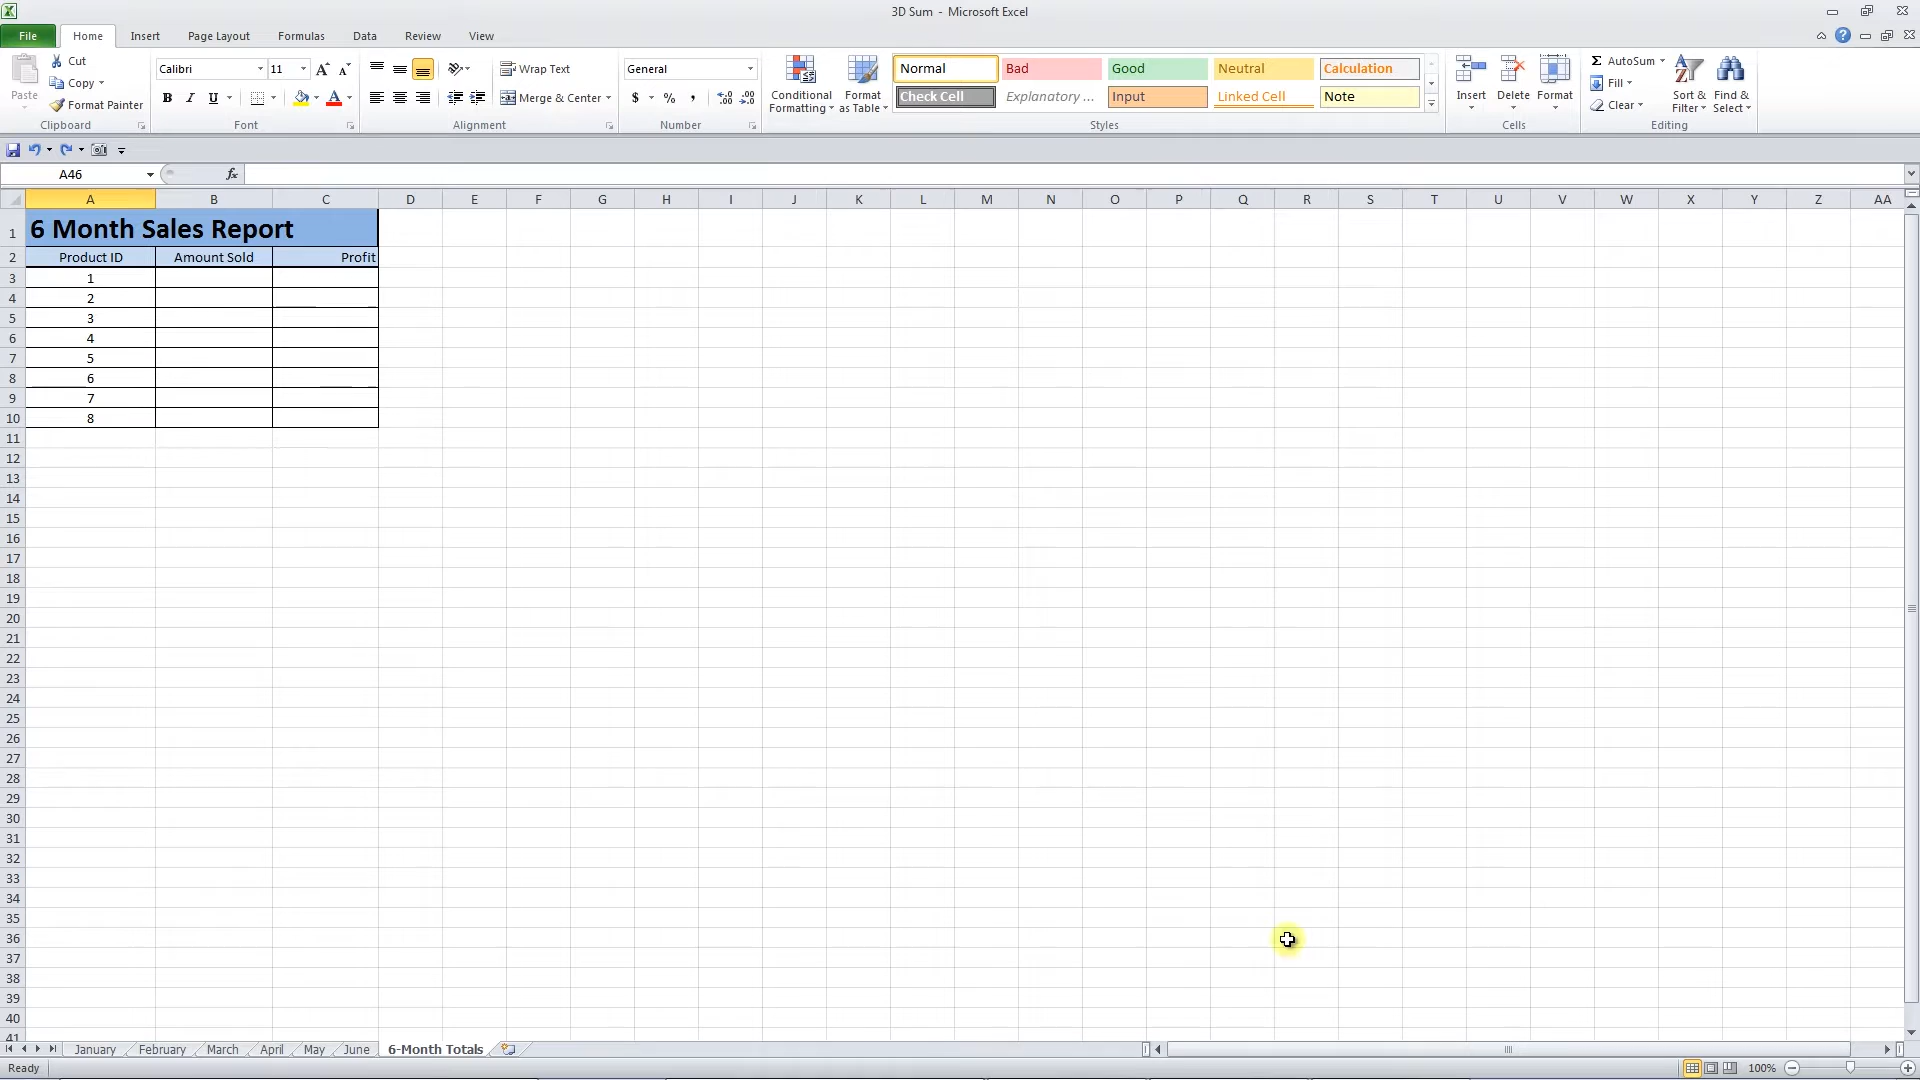 3D Sum - Microsoft Excel
File Home Insert Page Layout Formulas Data Review View
Paste
Cut
Copy
Format Painter
Clipboard
Calibri 11
B I U
Font
Wrap Text
Merge & Center
Alignment
General
$ % ,
Number
Conditional Formatting
Format as Table
Normal Bad Good Neutral Calculation
Check Cell Explanatory ... Input Linked Cell Note
Styles
Insert Delete Format
Cells
Σ AutoSum
Fill
Clear
Sort & Filter
Find & Select
Editing
A46 fx
A B C D E F G H I J K L M N O P Q R S T U V W X Y Z AA
1 6 Month Sales Report
2 Product ID Amount Sold Profit
3 1
4 2
5 3
6 4
7 5
8 6
9 7
10 8
11
12
13
14
15
16
17
18
19
20
21
22
23
24
25
26
27
28
29
30
31
32
33
34
35
36
37
38
39
40
41
January February March April May June 6-Month Totals
Ready 100%